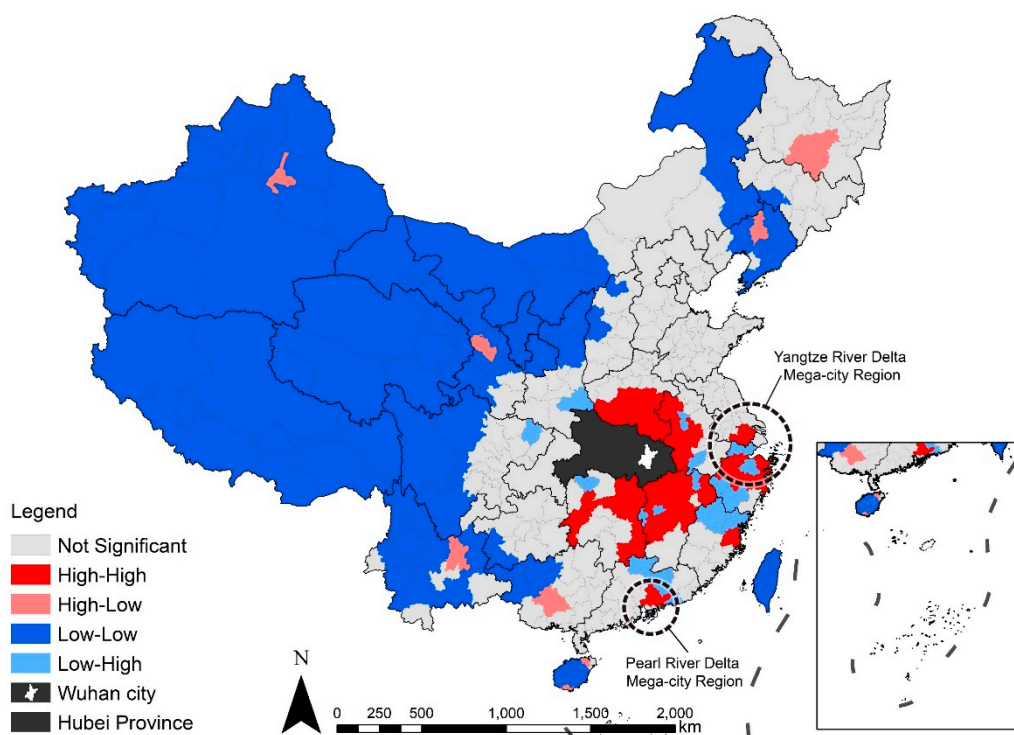 Yangtze River Delta
Mega-city Region
Legend
Not Significant
High-High
High-Low
Low-Low
Low-High
Wuhan city
Hubei Province
N
Pearl River Delta
Mega-city Region
0 250 500 1,000 1,500 2,000
km